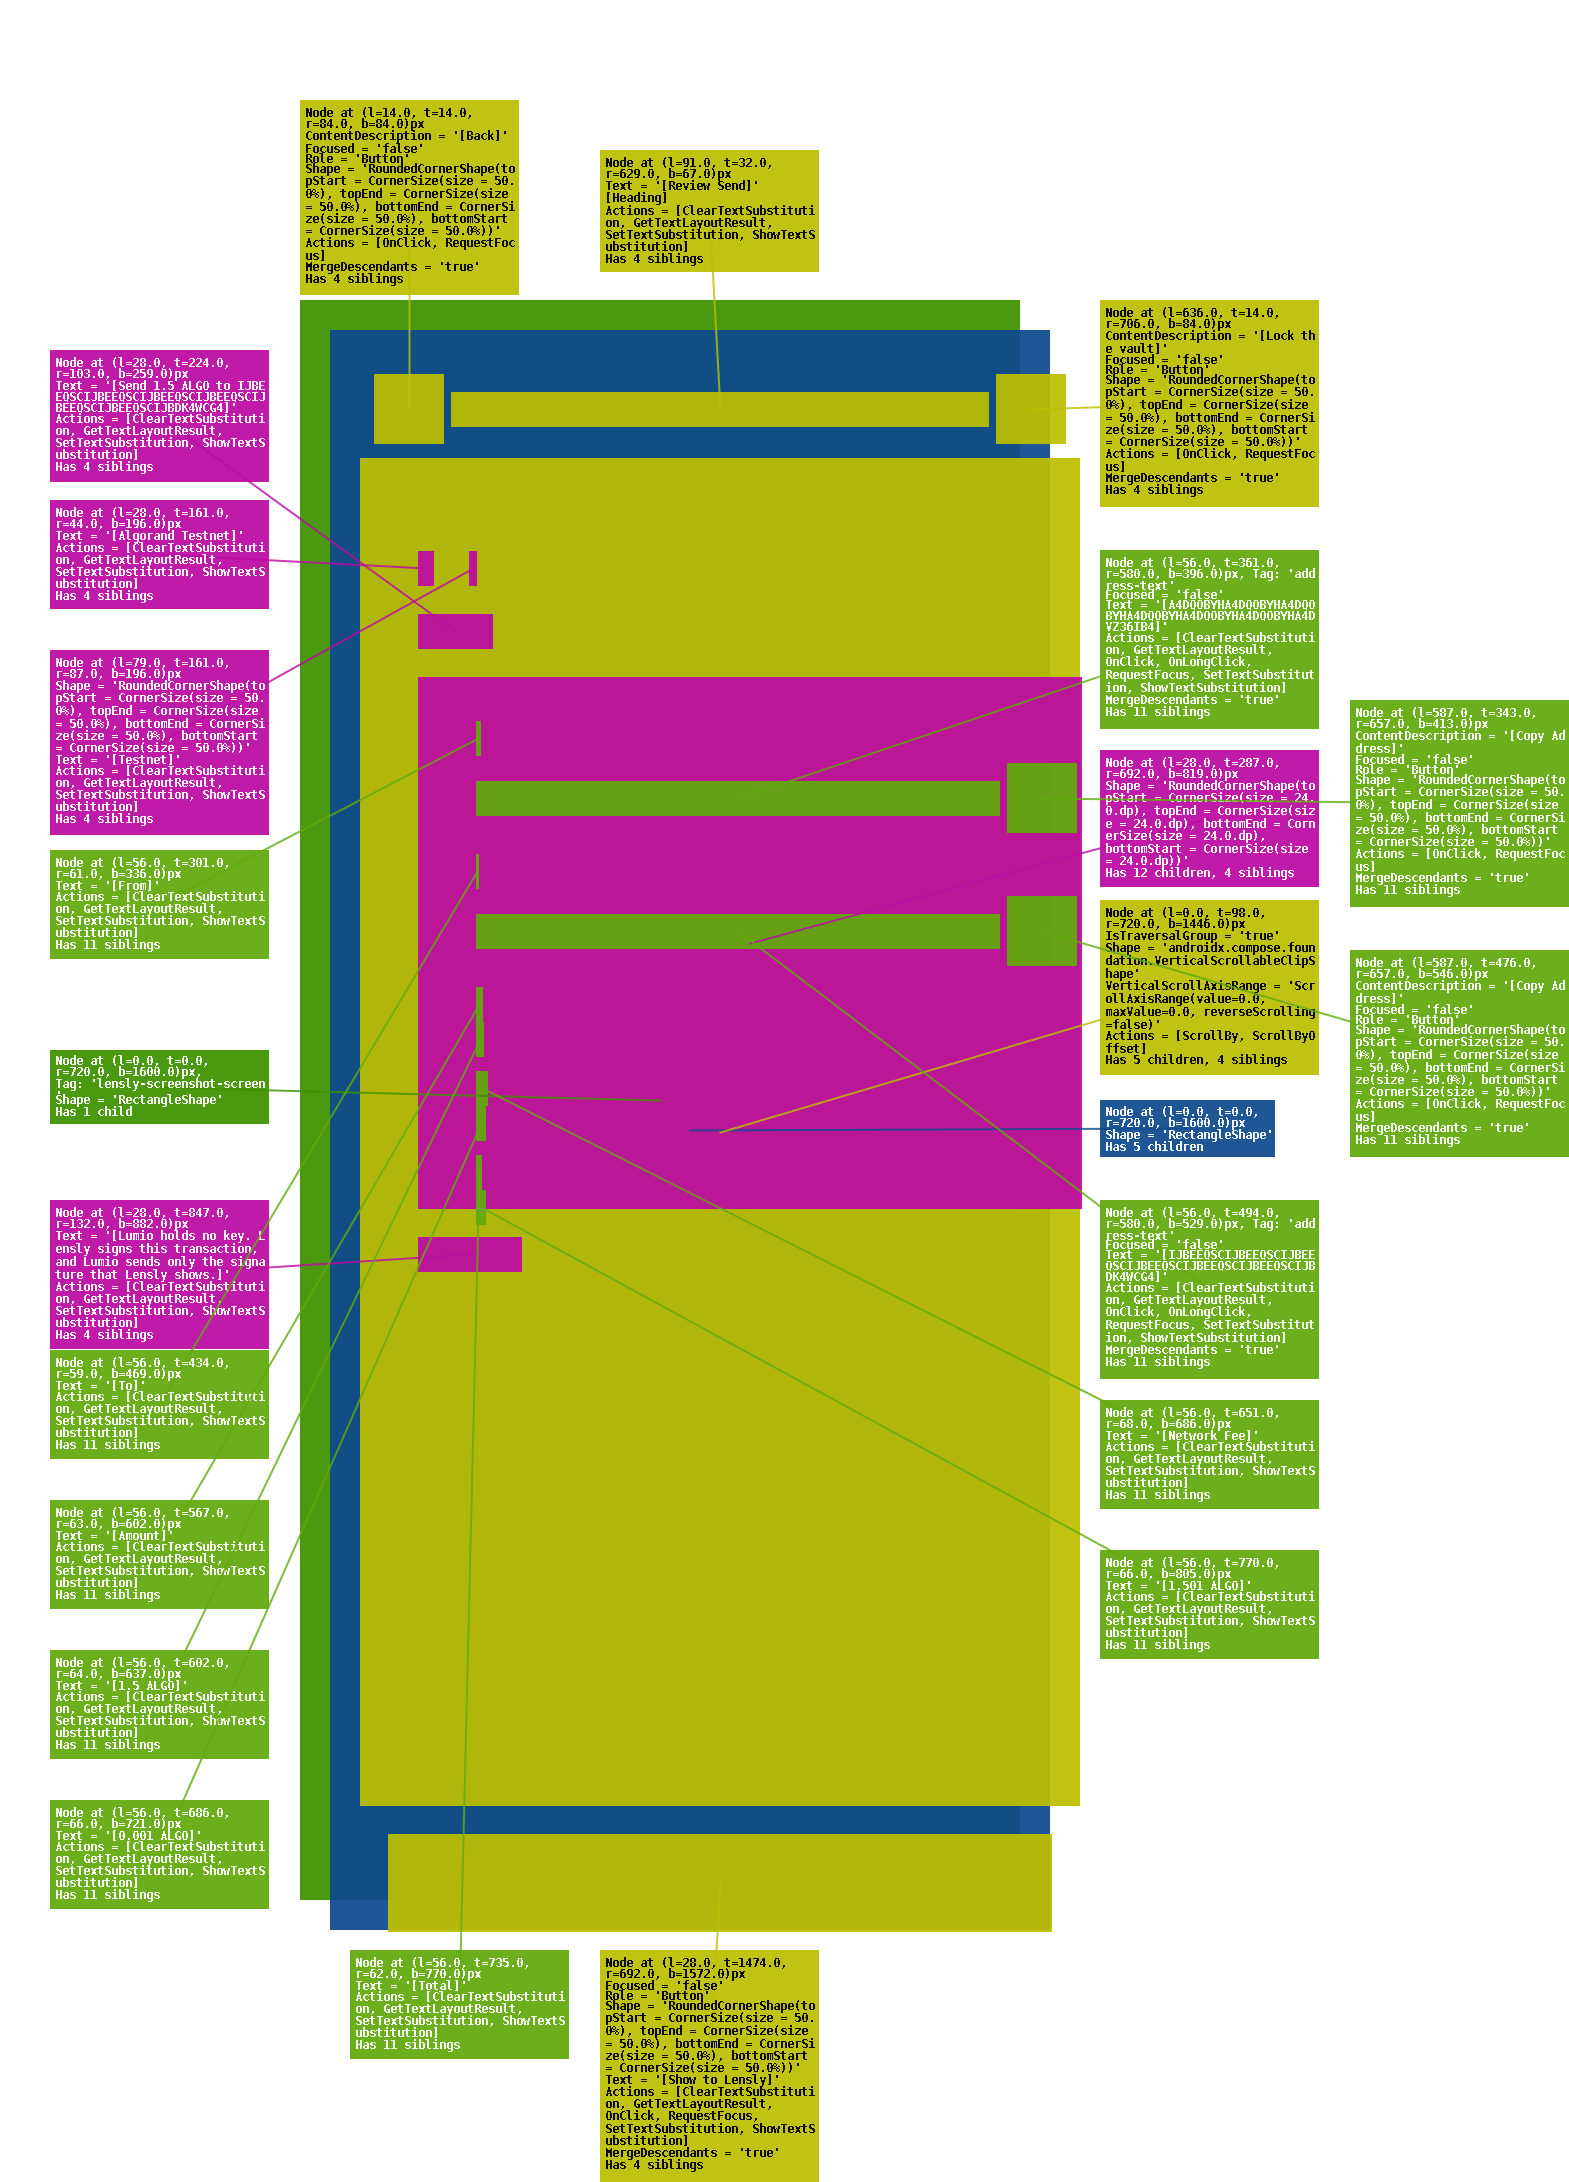 Node at (l=14.0, t=14.0,
r=84.0, b=84.0)px
ContentDescription = '[Back]'
Focused = 'false'
Role = 'Button'
Shape = 'RoundedCornerShape(to
pStart = CornerSize(size = 50.
0%), topEnd = CornerSize(size
= 50.0%), bottomEnd = CornerSi
ze(size = 50.0%), bottomStart
= CornerSize(size = 50.0%))'
Actions = [OnClick, RequestFoc
us]
MergeDescendants = 'true'
Has 4 siblings
Node at (l=91.0, t=32.0,
r=629.0, b=67.0)px
Text = '[Review Send]'
[Heading]
Actions = [ClearTextSubstituti
on, GetTextLayoutResult,
SetTextSubstitution, ShowTextS
ubstitution]
Has 4 siblings
Node at (l=636.0, t=14.0,
r=706.0, b=84.0)px
ContentDescription = '[Lock th
e vault]'
Focused = 'false'
Role = 'Button'
Shape = 'RoundedCornerShape(to
pStart = CornerSize(size = 50.
0%), topEnd = CornerSize(size
= 50.0%), bottomEnd = CornerSi
ze(size = 50.0%), bottomStart
= CornerSize(size = 50.0%))'
Actions = [OnClick, RequestFoc
us]
MergeDescendants = 'true'
Has 4 siblings
Node at (l=28.0, t=224.0,
r=103.0, b=259.0)px
Text = '[Send 1.5 ALGO to IJBE
EQSCIJBEEQSCIJBEEQSCIJBEEQSCIJ
BEEQSCIJBEEQSCIJBDK4WCG4]'
Actions = [ClearTextSubstituti
on, GetTextLayoutResult,
SetTextSubstitution, ShowTextS
ubstitution]
Has 4 siblings
Node at (l=28.0, t=161.0,
r=44.0, b=196.0)px
Text = '[Algorand Testnet]'
Actions = [ClearTextSubstituti
on, GetTextLayoutResult,
SetTextSubstitution, ShowTextS
ubstitution]
Has 4 siblings
Node at (l=79.0, t=161.0,
r=87.0, b=196.0)px
Shape = 'RoundedCornerShape(to
pStart = CornerSize(size = 50.
0%), topEnd = CornerSize(size
= 50.0%), bottomEnd = CornerSi
ze(size = 50.0%), bottomStart
= CornerSize(size = 50.0%))'
Text = '[Testnet]'
Actions = [ClearTextSubstituti
on, GetTextLayoutResult,
SetTextSubstitution, ShowTextS
ubstitution]
Has 4 siblings
Node at (l=56.0, t=301.0,
r=61.0, b=336.0)px
Text = '[From]'
Actions = [ClearTextSubstituti
on, GetTextLayoutResult,
SetTextSubstitution, ShowTextS
ubstitution]
Has 11 siblings
Node at (l=56.0, t=361.0,
r=580.0, b=396.0)px, Tag: 'add
ress-text'
Focused = 'false'
Actions = [ClearTextSubstituti
on, GetTextLayoutResult,
OnClick, OnLongClick,
RequestFocus, SetTextSubstitut
ion, ShowTextSubstitution]
MergeDescendants = 'true'
Has 11 siblings
Node at (l=587.0, t=343.0,
r=657.0, b=413.0)px
ContentDescription = '[Copy Ad
dress]'
Focused = 'false'
Role = 'Button'
Shape = 'RoundedCornerShape(to
pStart = CornerSize(size = 50.
0%), topEnd = CornerSize(size
= 50.0%), bottomEnd = CornerSi
ze(size = 50.0%), bottomStart
= CornerSize(size = 50.0%))'
Actions = [OnClick, RequestFoc
us]
MergeDescendants = 'true'
Has 11 siblings
Node at (l=28.0, t=287.0,
r=692.0, b=819.0)px
Shape = 'RoundedCornerShape(to
pStart = CornerSize(size = 24.
0.dp), topEnd = CornerSize(siz
e = 24.0.dp), bottomEnd = Corn
erSize(size = 24.0.dp),
bottomStart = CornerSize(size
= 24.0.dp))'
Has 12 children, 4 siblings
Node at (l=0.0, t=98.0,
r=720.0, b=1446.0)px
IsTraversalGroup = 'true'
Shape = 'androidx.compose.foun
dation.VerticalScrollableClipS
hape'
VerticalScrollAxisRange = 'Scr
ollAxisRange(value=0.0,
maxValue=0.0, reverseScrolling
=false)'
Actions = [ScrollBy, ScrollByO
ffset]
Has 5 children, 4 siblings
Node at (l=587.0, t=476.0,
r=657.0, b=546.0)px
ContentDescription = '[Copy Ad
dress]'
Focused = 'false'
Role = 'Button'
Shape = 'RoundedCornerShape(to
pStart = CornerSize(size = 50.
0%), topEnd = CornerSize(size
= 50.0%), bottomEnd = CornerSi
ze(size = 50.0%), bottomStart
= CornerSize(size = 50.0%))'
Actions = [OnClick, RequestFoc
us]
MergeDescendants = 'true'
Has 11 siblings
Node at (l=0.0, t=0.0,
r=720.0, b=1600.0)px,
Tag: 'lensly-screenshot-screen
'
Shape = 'RectangleShape'
Has 1 child
Node at (l=0.0, t=0.0,
r=720.0, b=1600.0)px
Shape = 'RectangleShape'
Has 5 children
Node at (l=28.0, t=847.0,
r=132.0, b=882.0)px
Text = '[Lumio holds no key. L
ensly signs this transaction,
and Lumio sends only the signa
ture that Lensly shows.]'
Actions = [ClearTextSubstituti
on, GetTextLayoutResult,
SetTextSubstitution, ShowTextS
ubstitution]
Has 4 siblings
Node at (l=56.0, t=494.0,
r=580.0, b=529.0)px, Tag: 'add
ress-text'
Focused = 'false'
Text = '[IJBEEQSCIJBEEQSCIJBEE
QSCIJBEEQSCIJBEEQSCIJBEEQSCIJB
DK4WCG4]'
Actions = [ClearTextSubstituti
on, GetTextLayoutResult,
OnClick, OnLongClick,
RequestFocus, SetTextSubstitut
ion, ShowTextSubstitution]
MergeDescendants = 'true'
Has 11 siblings
Node at (l=56.0, t=434.0,
r=59.0, b=469.0)px
Text = '[To]'
Actions = [ClearTextSubstituti
on, GetTextLayoutResult,
SetTextSubstitution, ShowTextS
ubstitution]
Has 11 siblings
Node at (l=56.0, t=651.0,
r=68.0, b=686.0)px
Text = '[Network Fee]'
Actions = [ClearTextSubstituti
on, GetTextLayoutResult,
SetTextSubstitution, ShowTextS
ubstitution]
Has 11 siblings
Node at (l=56.0, t=567.0,
r=63.0, b=602.0)px
Text = '[Amount]'
Actions = [ClearTextSubstituti
on, GetTextLayoutResult,
SetTextSubstitution, ShowTextS
ubstitution]
Has 11 siblings
Node at (l=56.0, t=770.0,
r=66.0, b=805.0)px
Text = '[1.501 ALGO]'
Actions = [ClearTextSubstituti
on, GetTextLayoutResult,
SetTextSubstitution, ShowTextS
ubstitution]
Has 11 siblings
Node at (l=56.0, t=602.0,
r=64.0, b=637.0)px
Text = '[1.5 ALGO]'
Actions = [ClearTextSubstituti
on, GetTextLayoutResult,
SetTextSubstitution, ShowTextS
ubstitution]
Has 11 siblings
Node at (l=56.0, t=686.0,
r=66.0, b=721.0)px
Text = '[0.001 ALGO]'
Actions = [ClearTextSubstituti
on, GetTextLayoutResult,
SetTextSubstitution, ShowTextS
ubstitution]
Has 11 siblings
Node at (l=56.0, t=735.0,
r=62.0, b=770.0)px
Text = '[Total]'
Actions = [ClearTextSubstituti
on, GetTextLayoutResult,
SetTextSubstitution, ShowTextS
ubstitution]
Has 11 siblings
Node at (l=28.0, t=1474.0,
r=692.0, b=1572.0)px
Focused = 'false'
Role = 'Button'
Shape = 'RoundedCornerShape(to
pStart = CornerSize(size = 50.
0%), topEnd = CornerSize(size
= 50.0%), bottomEnd = CornerSi
ze(size = 50.0%), bottomStart
= CornerSize(size = 50.0%))'
Text = '[Show to Lensly]'
Actions = [ClearTextSubstituti
on, GetTextLayoutResult,
OnClick, RequestFocus,
SetTextSubstitution, ShowTextS
ubstitution]
MergeDescendants = 'true'
Has 4 siblings